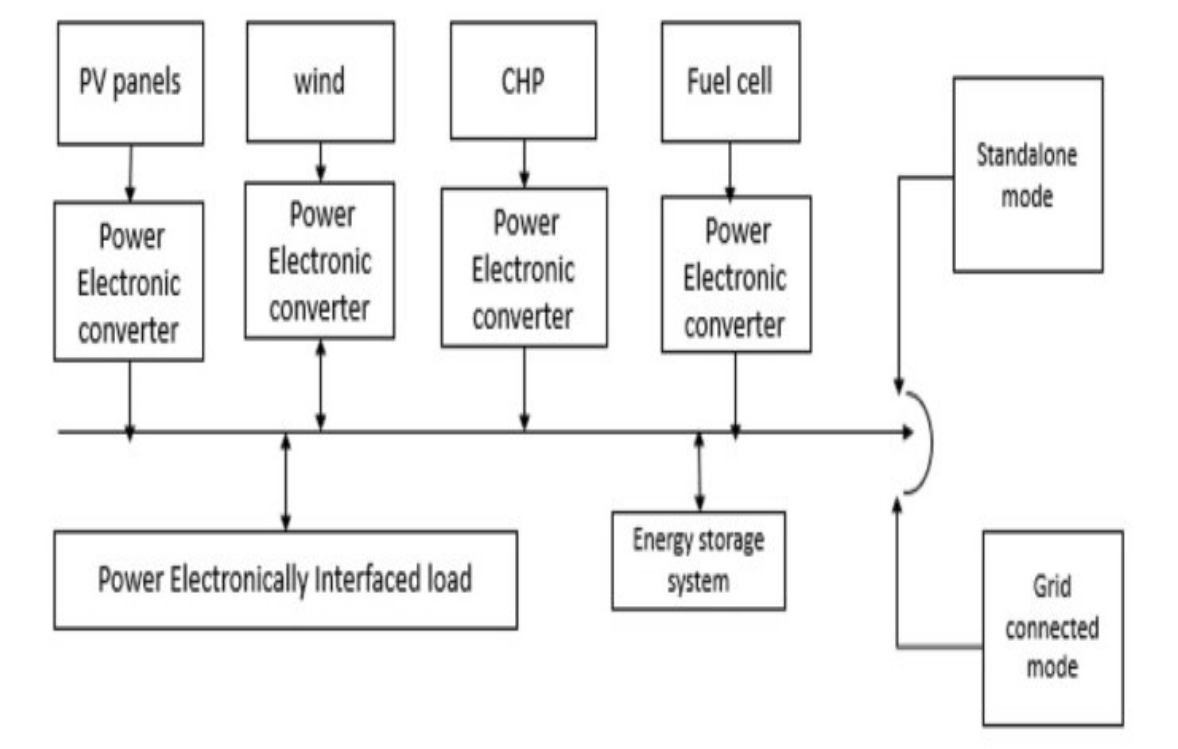 PV panels
wind
CHP
Fuel cell
Standalone
mode
Power
Electronic
converter
Power
Electronic
converter
Power
Electronic
converter
Power
Electronic
converter
Power Electronically Interfaced load
Energy storage
system
Grid
connected
mode